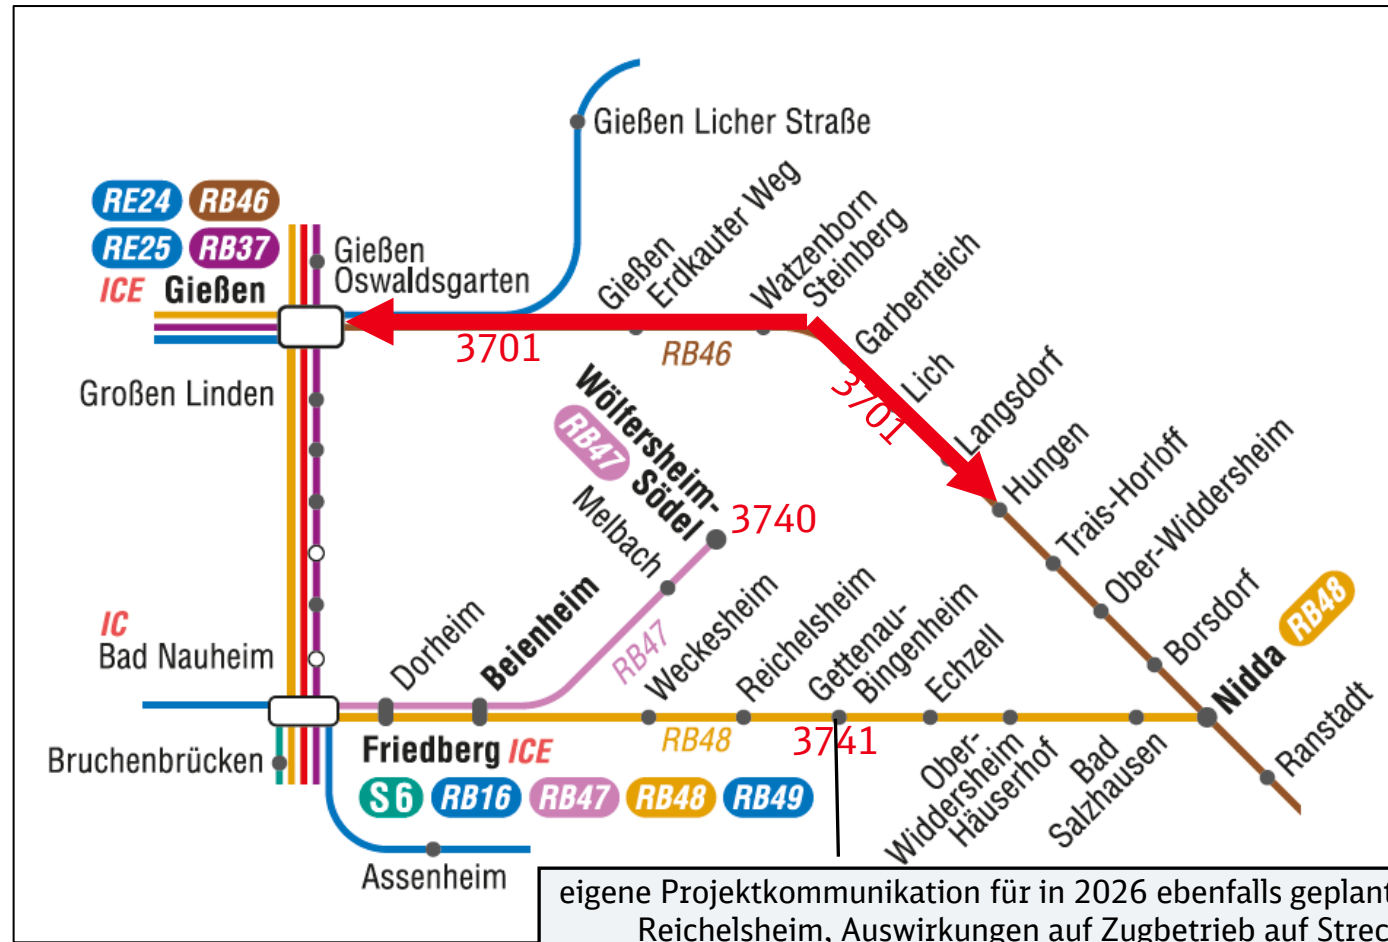 Gießen Licher Straße
RE24 RB46
RE25 RB37
ICE Gießen
Gießen
Oswaldsgarten
Gießen
Erdkauter Weg
Watzenborn
Steinberg
Garbenteich
Lich
Langsdorf
Hungen
Trais-Horloff
Ober-Widdersheim
Borsdorf
Nidda RB48
Ranstadt
3701
RB46
3701
Großen Linden
Wölfersheim-
Södel
RB47
3740
Melbach
RB47
IC
Bad Nauheim
Dorheim
Beienheim
Weckesheim
Reichelsheim
Gettenau-
Bingenheim
Echzell
Ober-
Widdersheim
Häuserhof
Bad
Salzhausen
RB48
3741
Bruchenbrücken
Friedberg ICE
S6 RB16 RB47 RB48 RB49
Assenheim
eigene Projektkommunikation für in 2026 ebenfalls geplant
Reichelsheim, Auswirkungen auf Zugbetrieb auf Strec